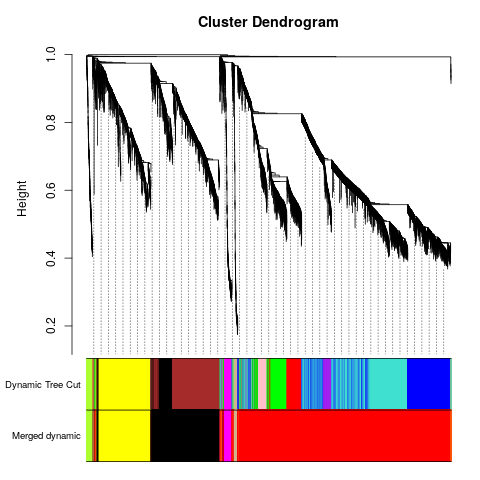 Cluster Dendrogram
Height
1.0
0.8
0.6
0.4
0.2
Dynamic Tree Cut
Merged dynamic